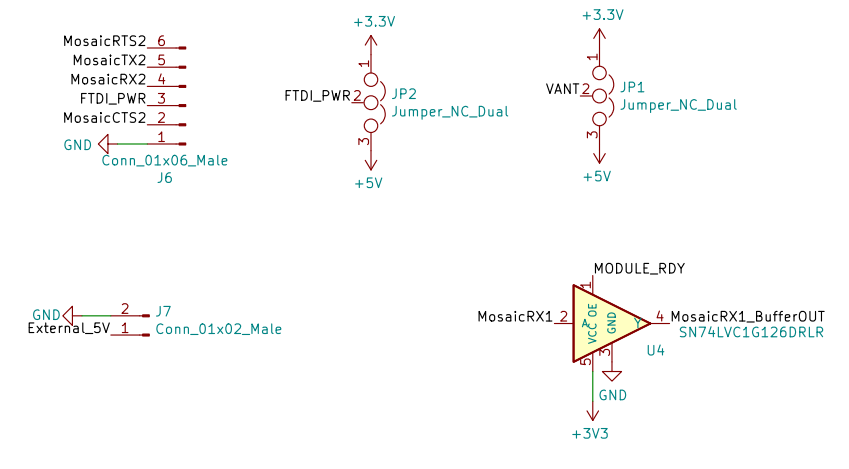 MosaicRTS2 6
MosaicTX2 5
MosaicRX2 4
FTDI_PWR 3
MosaicCTS2 2
GND 1
Conn_01x06_Male
J6
+3.3V
1
FTDI_PWR 2
JP2
Jumper_NC_Dual
3
+5V
+3.3V
1
VANT 2
JP1
Jumper_NC_Dual
3
+5V
GND 2
External_5V 1
J7
Conn_01x02_Male
MODULE_RDY
1
MosaicRX1 2
A
OE
VCC
GND
Y
4 MosaicRX1_BufferOUT
SN74LVC1G126DRLR
U4
5
3
GND
+3V3